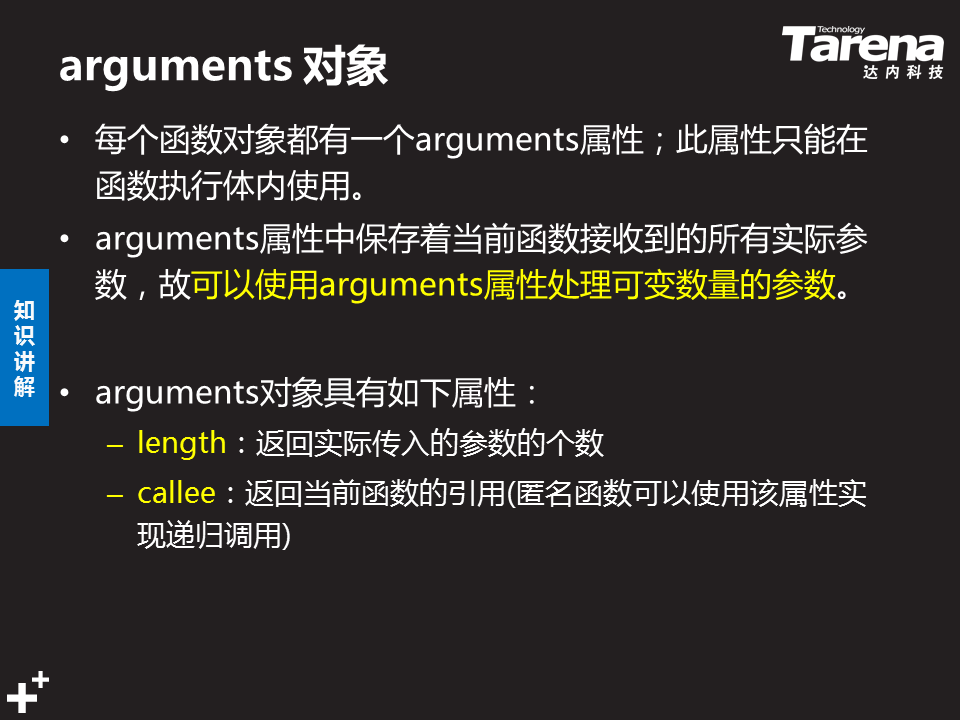 arguments 对象
Technology
Tarena
达内科技
• 每个函数对象都有一个arguments属性；此属性只能在
函数执行体内使用。
• arguments属性中保存着当前函数接收到的所有实际参
数，故可以使用arguments属性处理可变数量的参数。
知
识
讲
解
• arguments对象具有如下属性：
– length：返回实际传入的参数的个数
– callee：返回当前函数的引用(匿名函数可以使用该属性实
现递归调用)